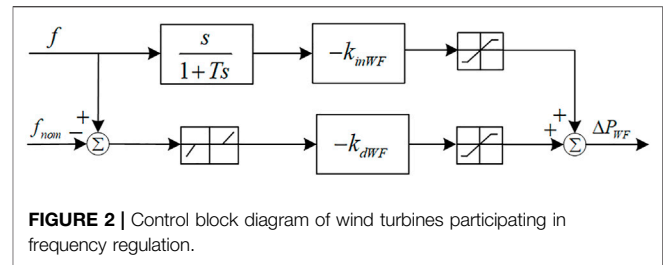 f
s
1+Ts
−k_inWF
f_nom
+
−
Σ
−k_dWF
+
+
Σ
ΔP_WF
FIGURE 2 | Control block diagram of wind turbines participating in
frequency regulation.